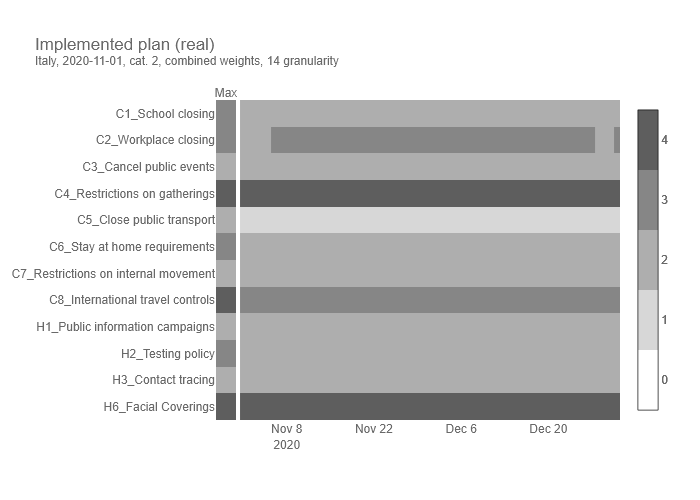 Implemented plan (real)
Italy, 2020-11-01, cat. 2, combined weights, 14 granularity
Max
C1_School closing
C2_Workplace closing
C3_Cancel public events
C4_Restrictions on gatherings
C5_Close public transport
C6_Stay at home requirements
C7_Restrictions on internal movement
C8_International travel controls
H1_Public information campaigns
H2_Testing policy
H3_Contact tracing
H6_Facial Coverings
Nov 8 Nov 22 Dec 6 Dec 20
2020
4
3
2
1
0